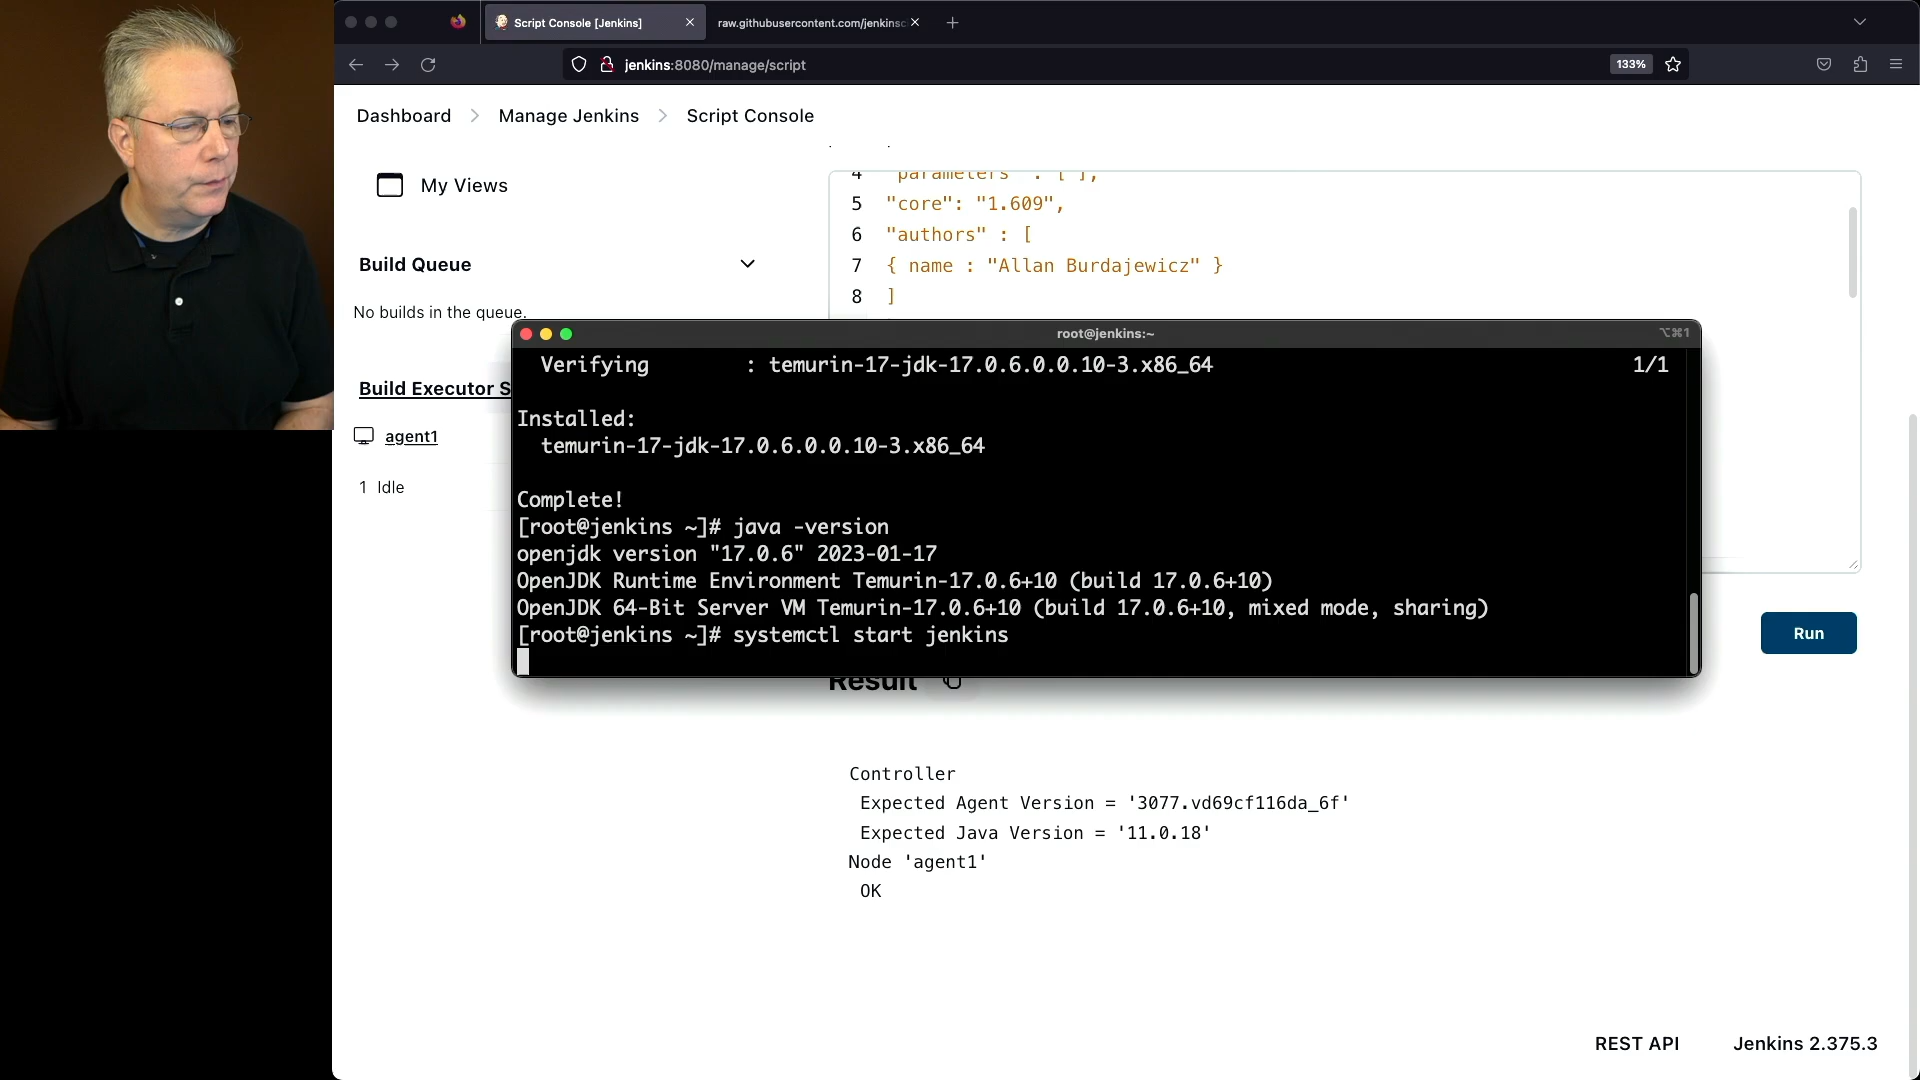 Script Console [Jenkins]
raw.githubusercontent.com/jenkinsc
jenkins:8080/manage/script
133%
Dashboard
Manage Jenkins
Script Console
My Views
Build Queue
No builds in the queue.
Build Executor S
agent1
1 Idle
4 "parameters" : [ ],
5 "core": "1.609",
6 "authors" : [
7 { name : "Allan Burdajewicz" }
8 ]
root@jenkins:~
⌥⌘1
Verifying : temurin-17-jdk-17.0.6.0.0.10-3.x86_64 1/1
Installed:
temurin-17-jdk-17.0.6.0.0.10-3.x86_64
Complete!
[root@jenkins ~]# java -version
openjdk version "17.0.6" 2023-01-17
OpenJDK Runtime Environment Temurin-17.0.6+10 (build 17.0.6+10)
OpenJDK 64-Bit Server VM Temurin-17.0.6+10 (build 17.0.6+10, mixed mode, sharing)
[root@jenkins ~]# systemctl start jenkins
Run
Result
Controller
Expected Agent Version = '3077.vd69cf116da_6f'
Expected Java Version = '11.0.18'
Node 'agent1'
OK
REST API
Jenkins 2.375.3